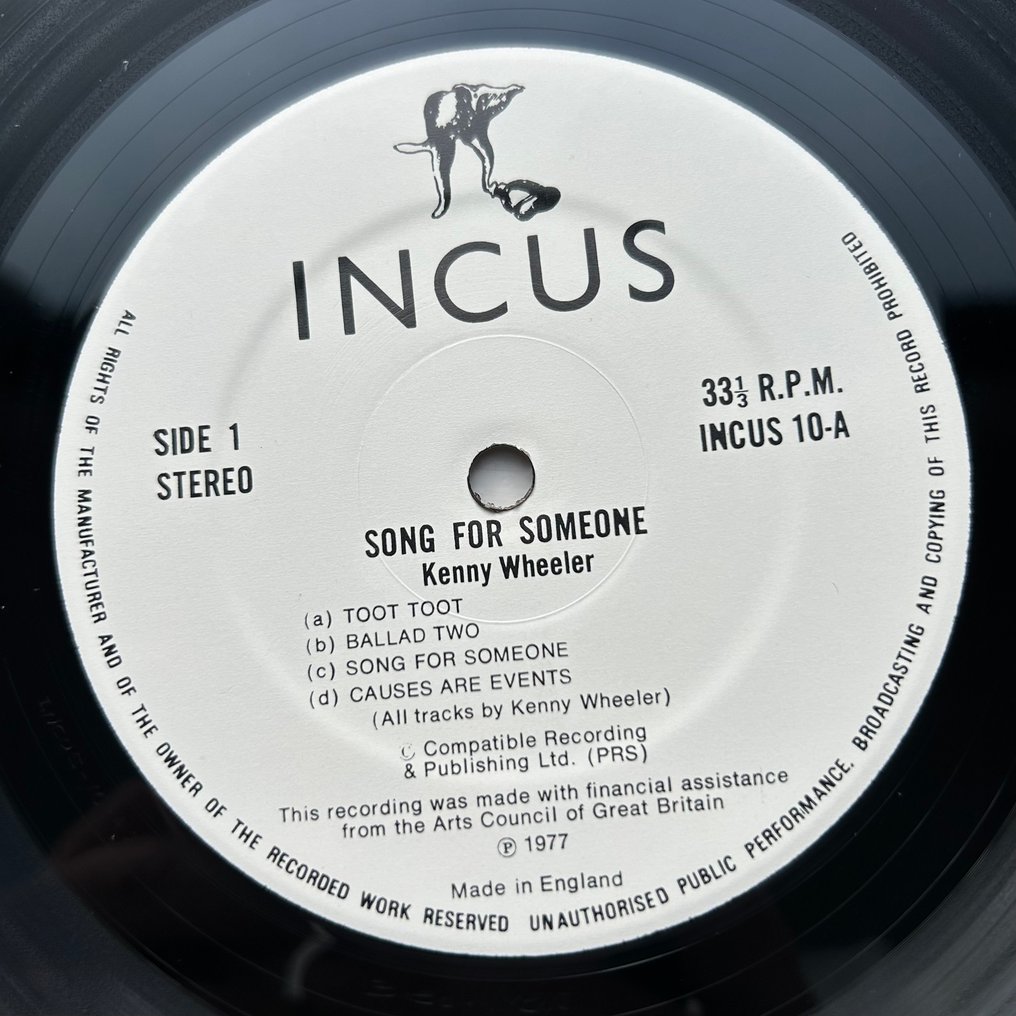 INCUS
SIDE 1
STEREO
33⅓ R.P.M.
INCUS 10-A
SONG FOR SOMEONE
Kenny Wheeler
(a) TOOT TOOT
(b) BALLAD TWO
(c) SONG FOR SOMEONE
(d) CAUSES ARE EVENTS
(All tracks by Kenny Wheeler)
© Compatible Recording
& Publishing Ltd. (PRS)
This recording was made with financial assistance
from the Arts Council of Great Britain
℗ 1977
Made in England
ALL RIGHTS OF THE MANUFACTURER AND OF THE OWNER OF THE RECORDED WORK RESERVED UNAUTHORISED PUBLIC PERFORMANCE. BROADCASTING AND COPYING OF THIS RECORD PROHIBITED